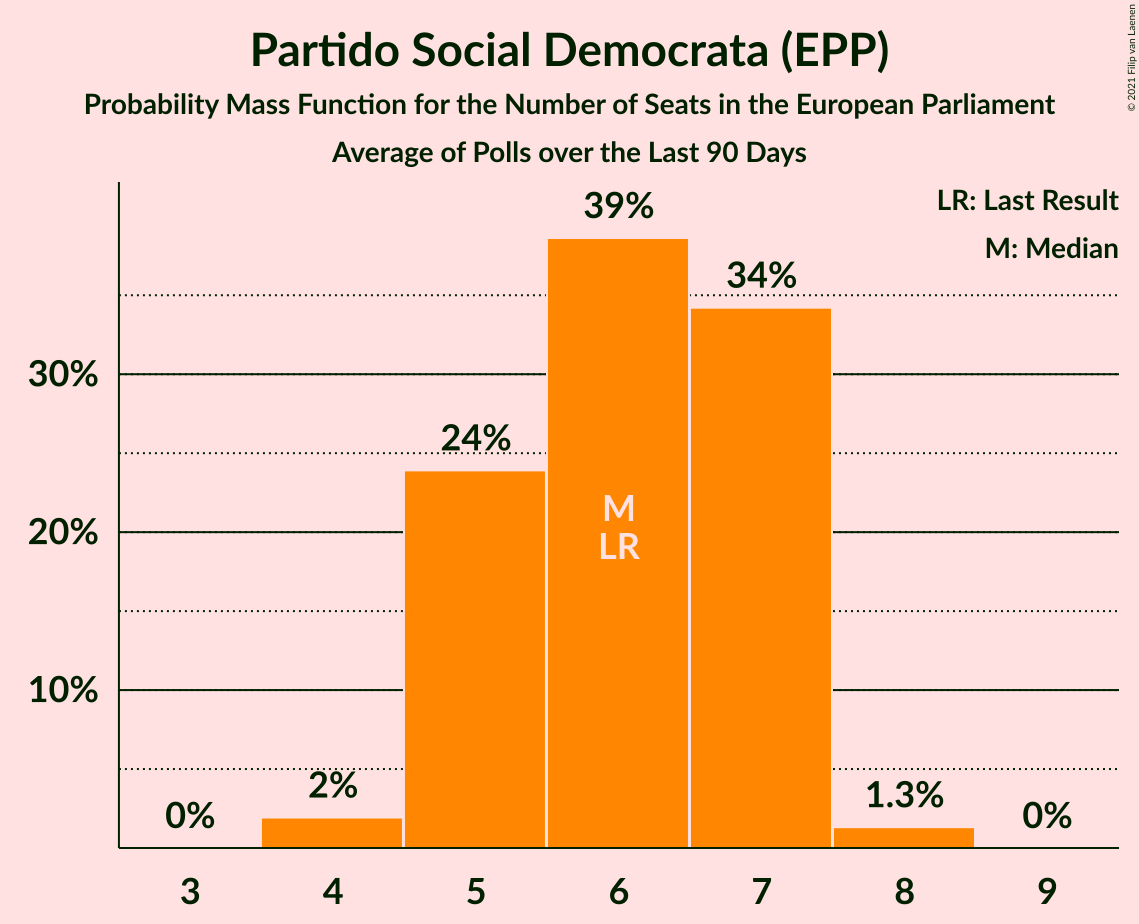 Partido Social Democrata (EPP)
Probability Mass Function for the Number of Seats in the European Parliament
Average of Polls over the Last 90 Days
© 2021 Filip van Laenen
LR: Last Result
M: Median
39%
34%
30%
24%
20%
M
LR
10%
0%
2%
1.3%
0%
3 4 5 6 7 8 9